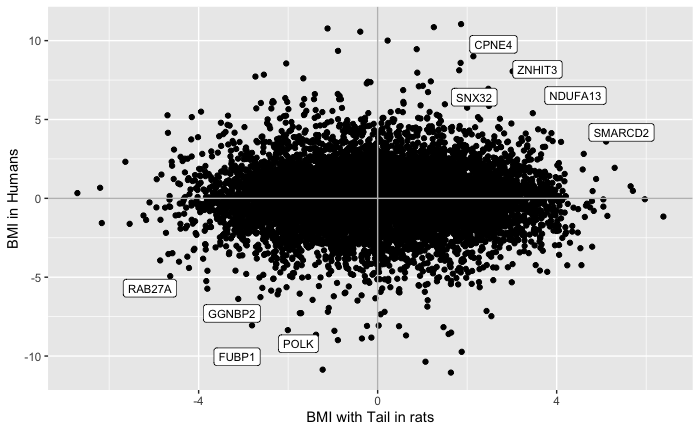 10
5
0
-5
-10
BMI in Humans
CPNE4
ZNHIT3
SNX32
NDUFA13
SMARCD2
RAB27A
GGNBP2
POLK
FUBP1
-4
0
4
BMI with Tail in rats